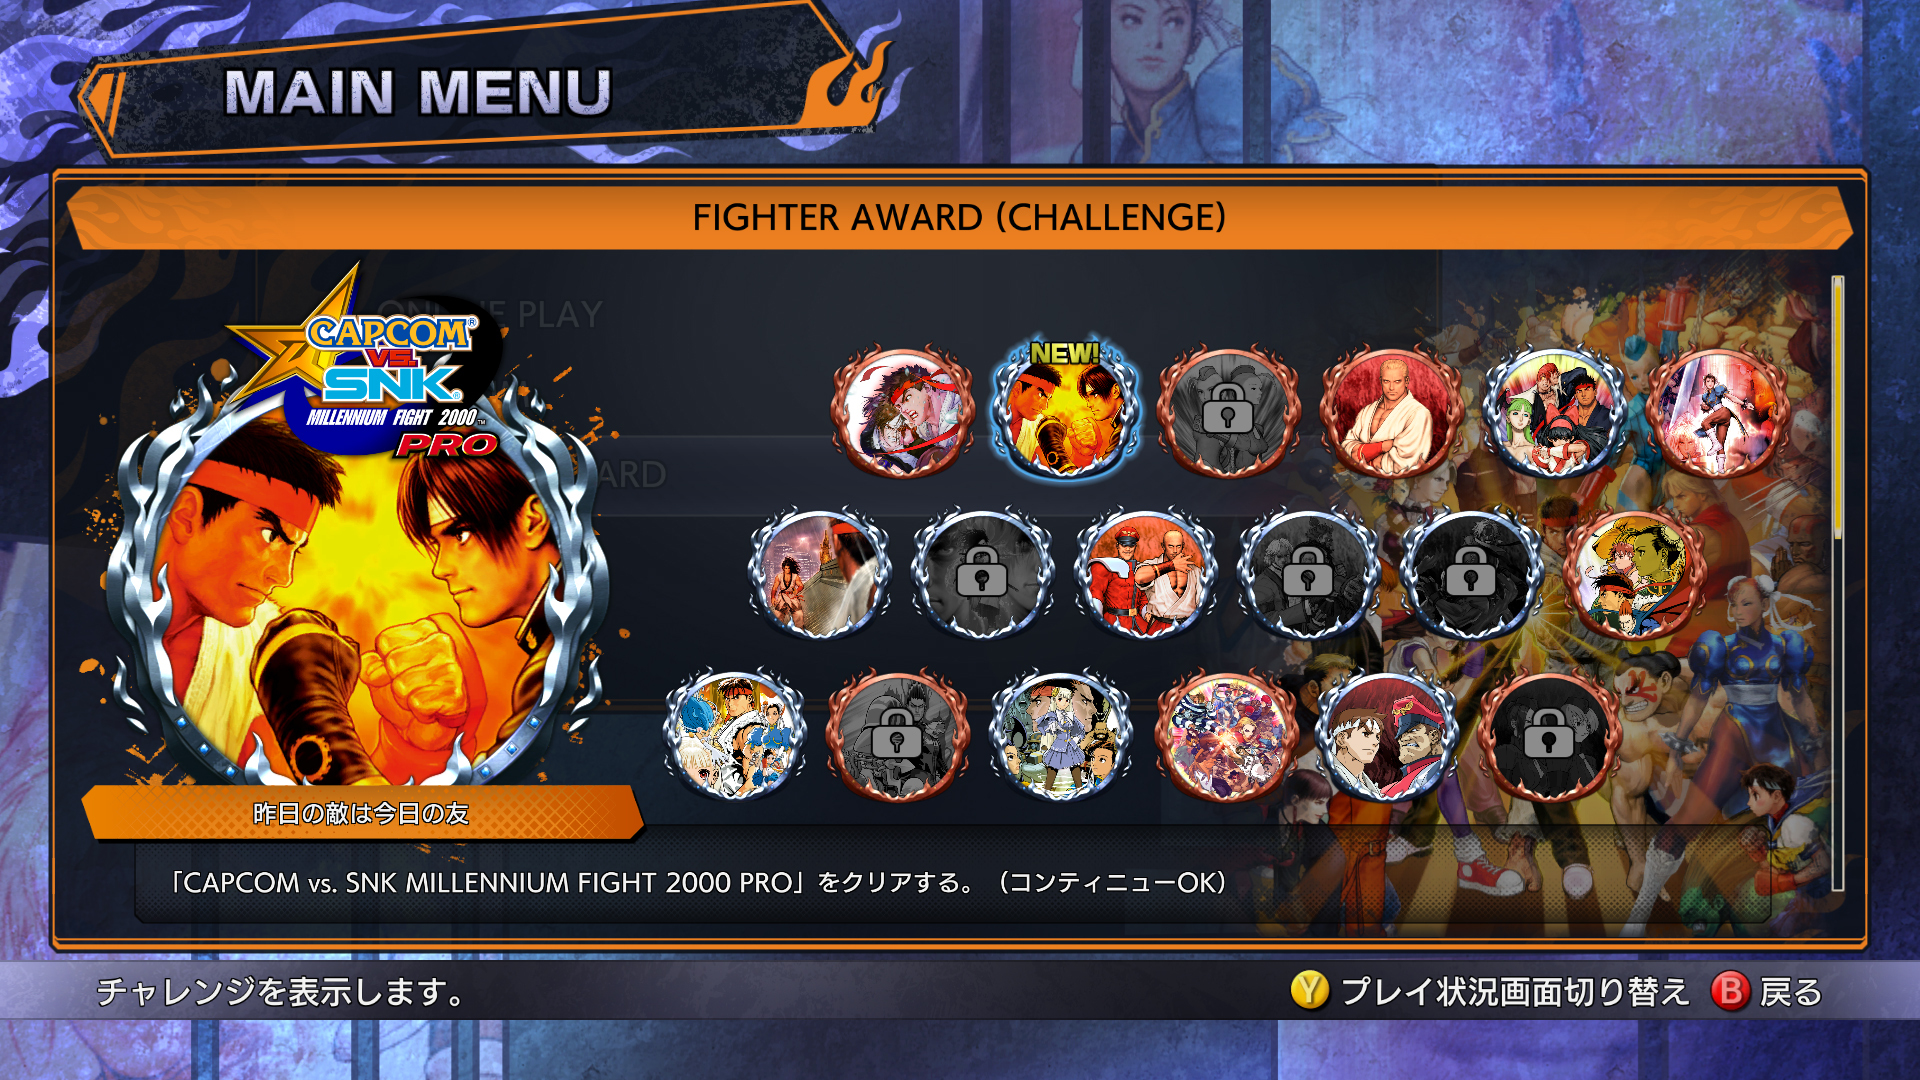 MAIN MENU
FIGHTER AWARD (CHALLENGE)
ONLINE PLAY
CAPCOM®
VS.
SNK®
MILLENNIUM FIGHT 2000™
PRO
NEW!
昨日の敵は今日の友
「CAPCOM vs. SNK MILLENNIUM FIGHT 2000 PRO」をクリアする。（コンティニューOK）
チャレンジを表示します。
Y プレイ状況画面切り替え B 戻る